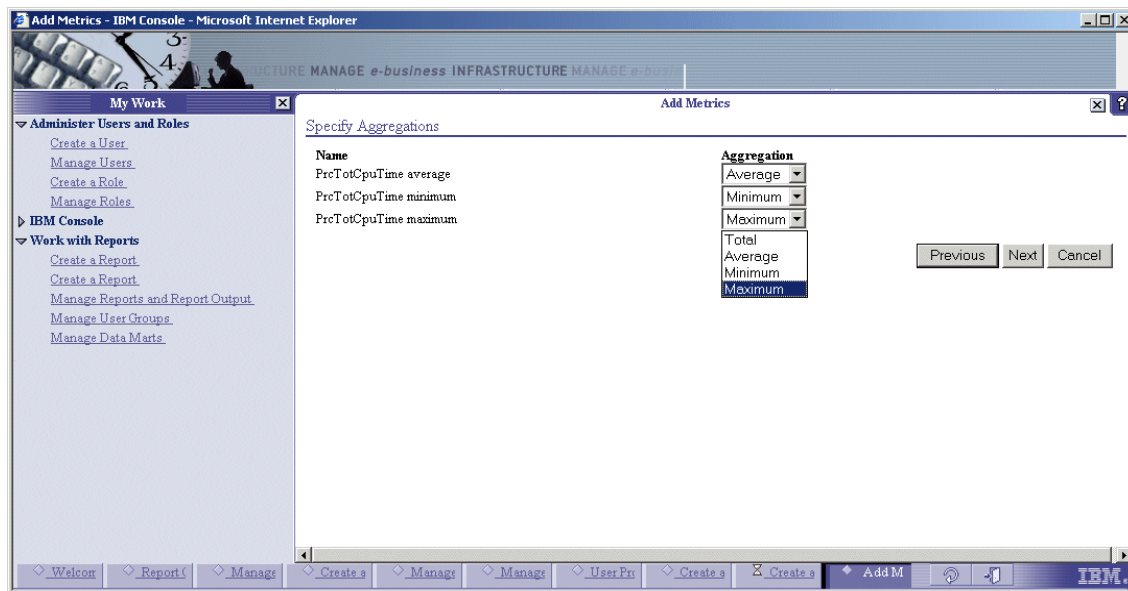 Add Metrics - IBM Console - Microsoft Internet Explorer
MANAGE e-business INFRASTRUCTURE MANAGE
My Work
Add Metrics
Administer Users and Roles
Create a User
Manage Users
Create a Role
Manage Roles
IBM Console
Work with Reports
Create a Report
Create a Report
Manage Reports and Report Output
Manage User Groups
Manage Data Marts
Specify Aggregations
Name Aggregation
PrcTotCpuTime average Average
PrcTotCpuTime minimum Minimum
PrcTotCpuTime maximum Maximum
Total
Average
Minimum
Maximum
Previous Next Cancel
Welcom Report Manage Create a Manage Manage User Pro Create a Create a Add M IBM